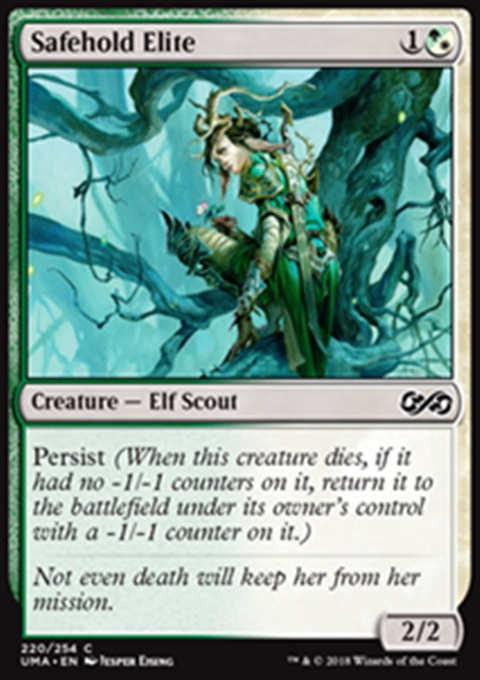 Safehold Elite 1
Creature — Elf Scout
Persist (When this creature dies, if it
had no -1/-1 counters on it, return it to
the battlefield under its owner's control
with a -1/-1 counter on it.)
Not even death will keep her from her
mission.
2/2
220/254 C
UMA • EN Jesper Ejsing
™ & © 2018 Wizards of the Coast